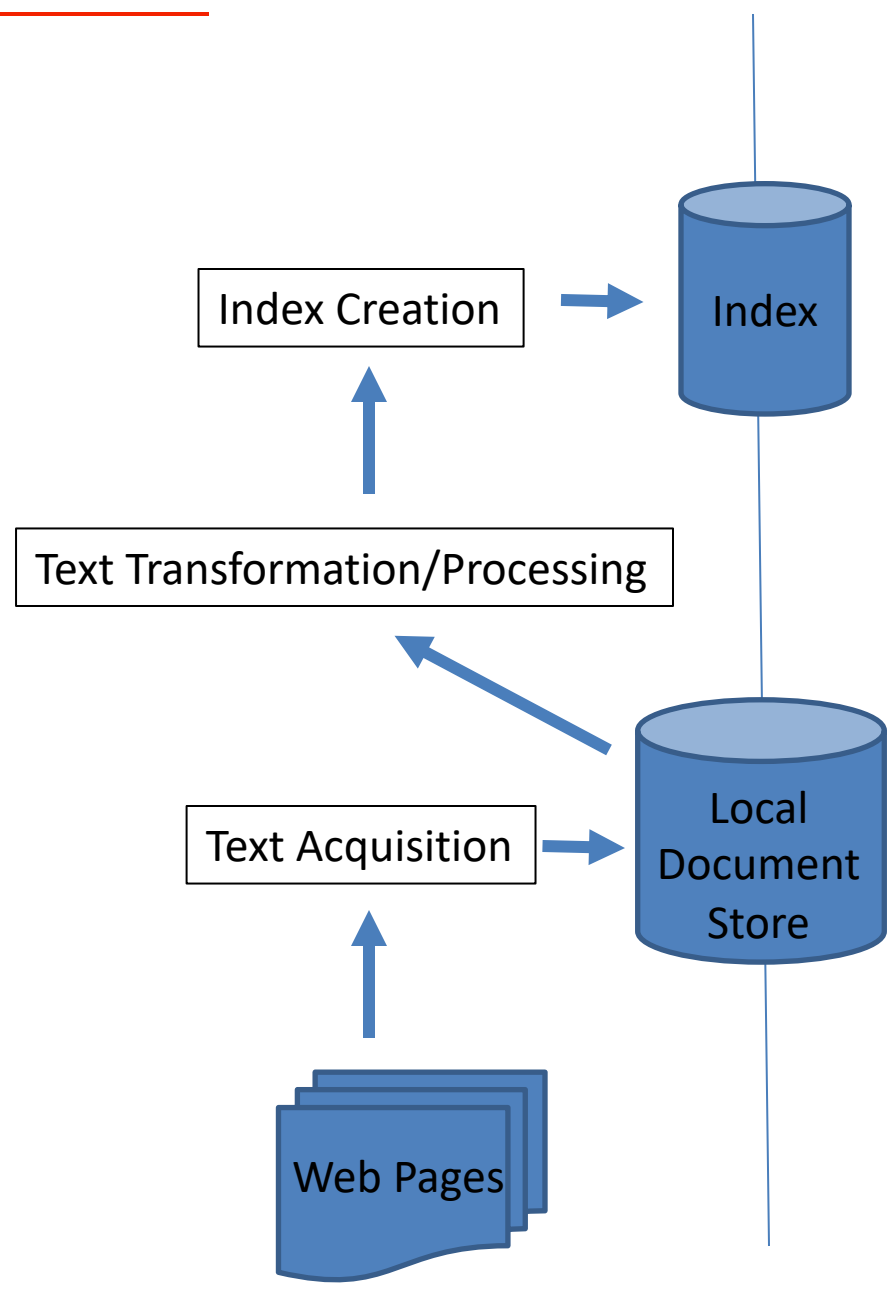 Index Creation
Index
Text Transformation/Processing
Text Acquisition
Local
Document
Store
Web Pages